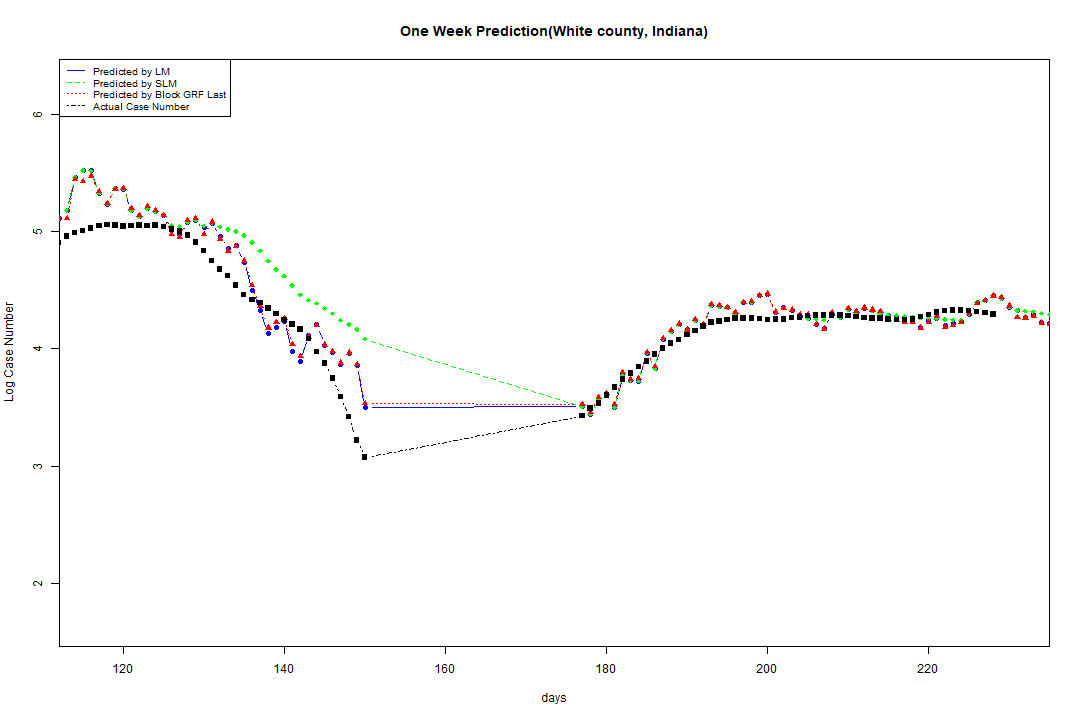 One Week Prediction(White county, Indiana)
Predicted by LM
Predicted by SLM
Predicted by Block GRF Last
Actual Case Number
6
5
4
3
2
Log Case Number
120
140
160
180
200
220
days